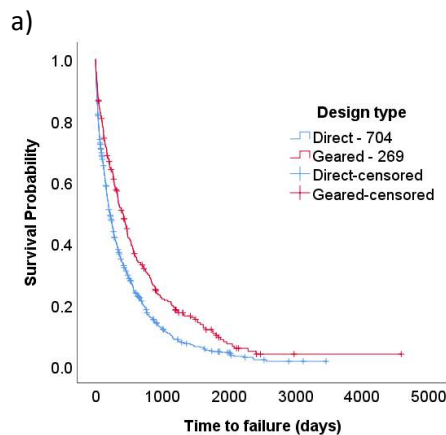 a)
1.0
0.8
0.6
0.4
0.2
0.0
Survival Probability
Design type
Direct - 704
Geared - 269
Direct-censored
Geared-censored
0
1000
2000
3000
4000
5000
Time to failure (days)